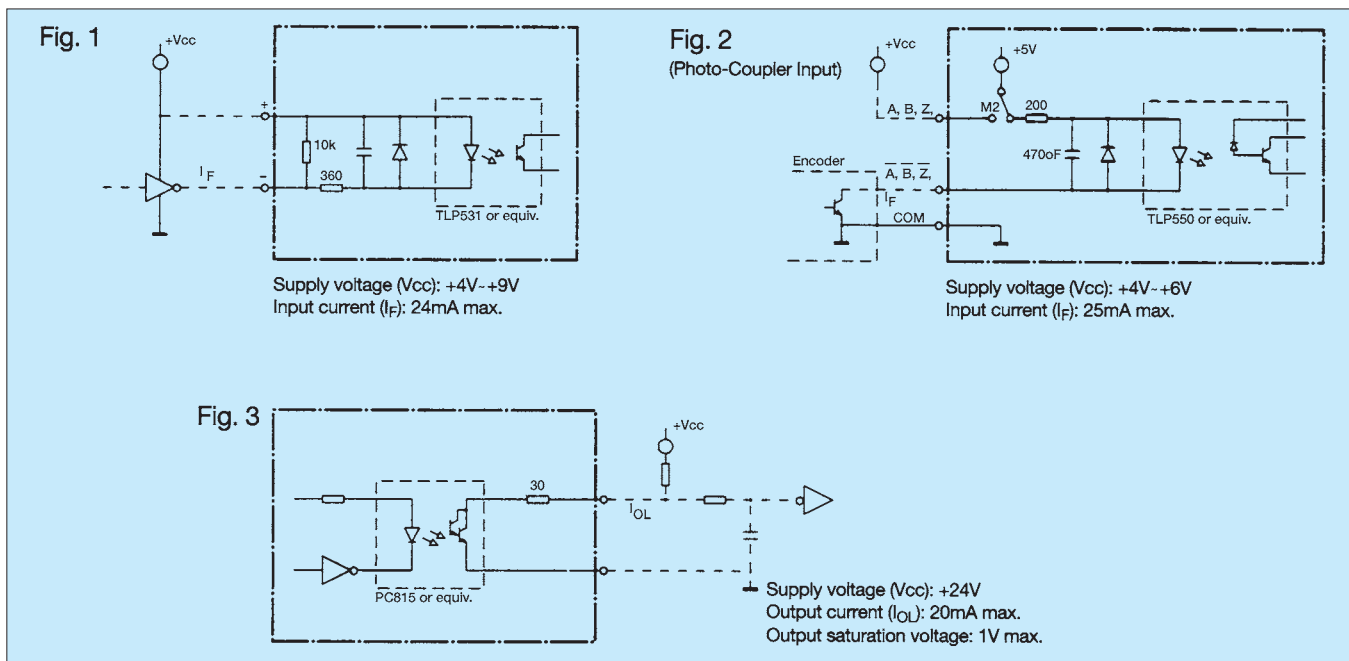 Fig. 1
+Vcc
+
10k
IF
360
−
TLP531 or equiv.
Supply voltage (Vcc): +4V~+9V
Input current (IF): 24mA max.
Fig. 2
(Photo-Coupler Input)
+Vcc
+5V
A, B, Z,
M2
200
470oF
Encoder
A, B, Z,
IF
COM
TLP550 or equiv.
Supply voltage (Vcc): +4V~+6V
Input current (IF): 25mA max.
Fig. 3
+Vcc
30
IOL
PC815 or equiv.
Supply voltage (Vcc): +24V
Output current (IOL): 20mA max.
Output saturation voltage: 1V max.